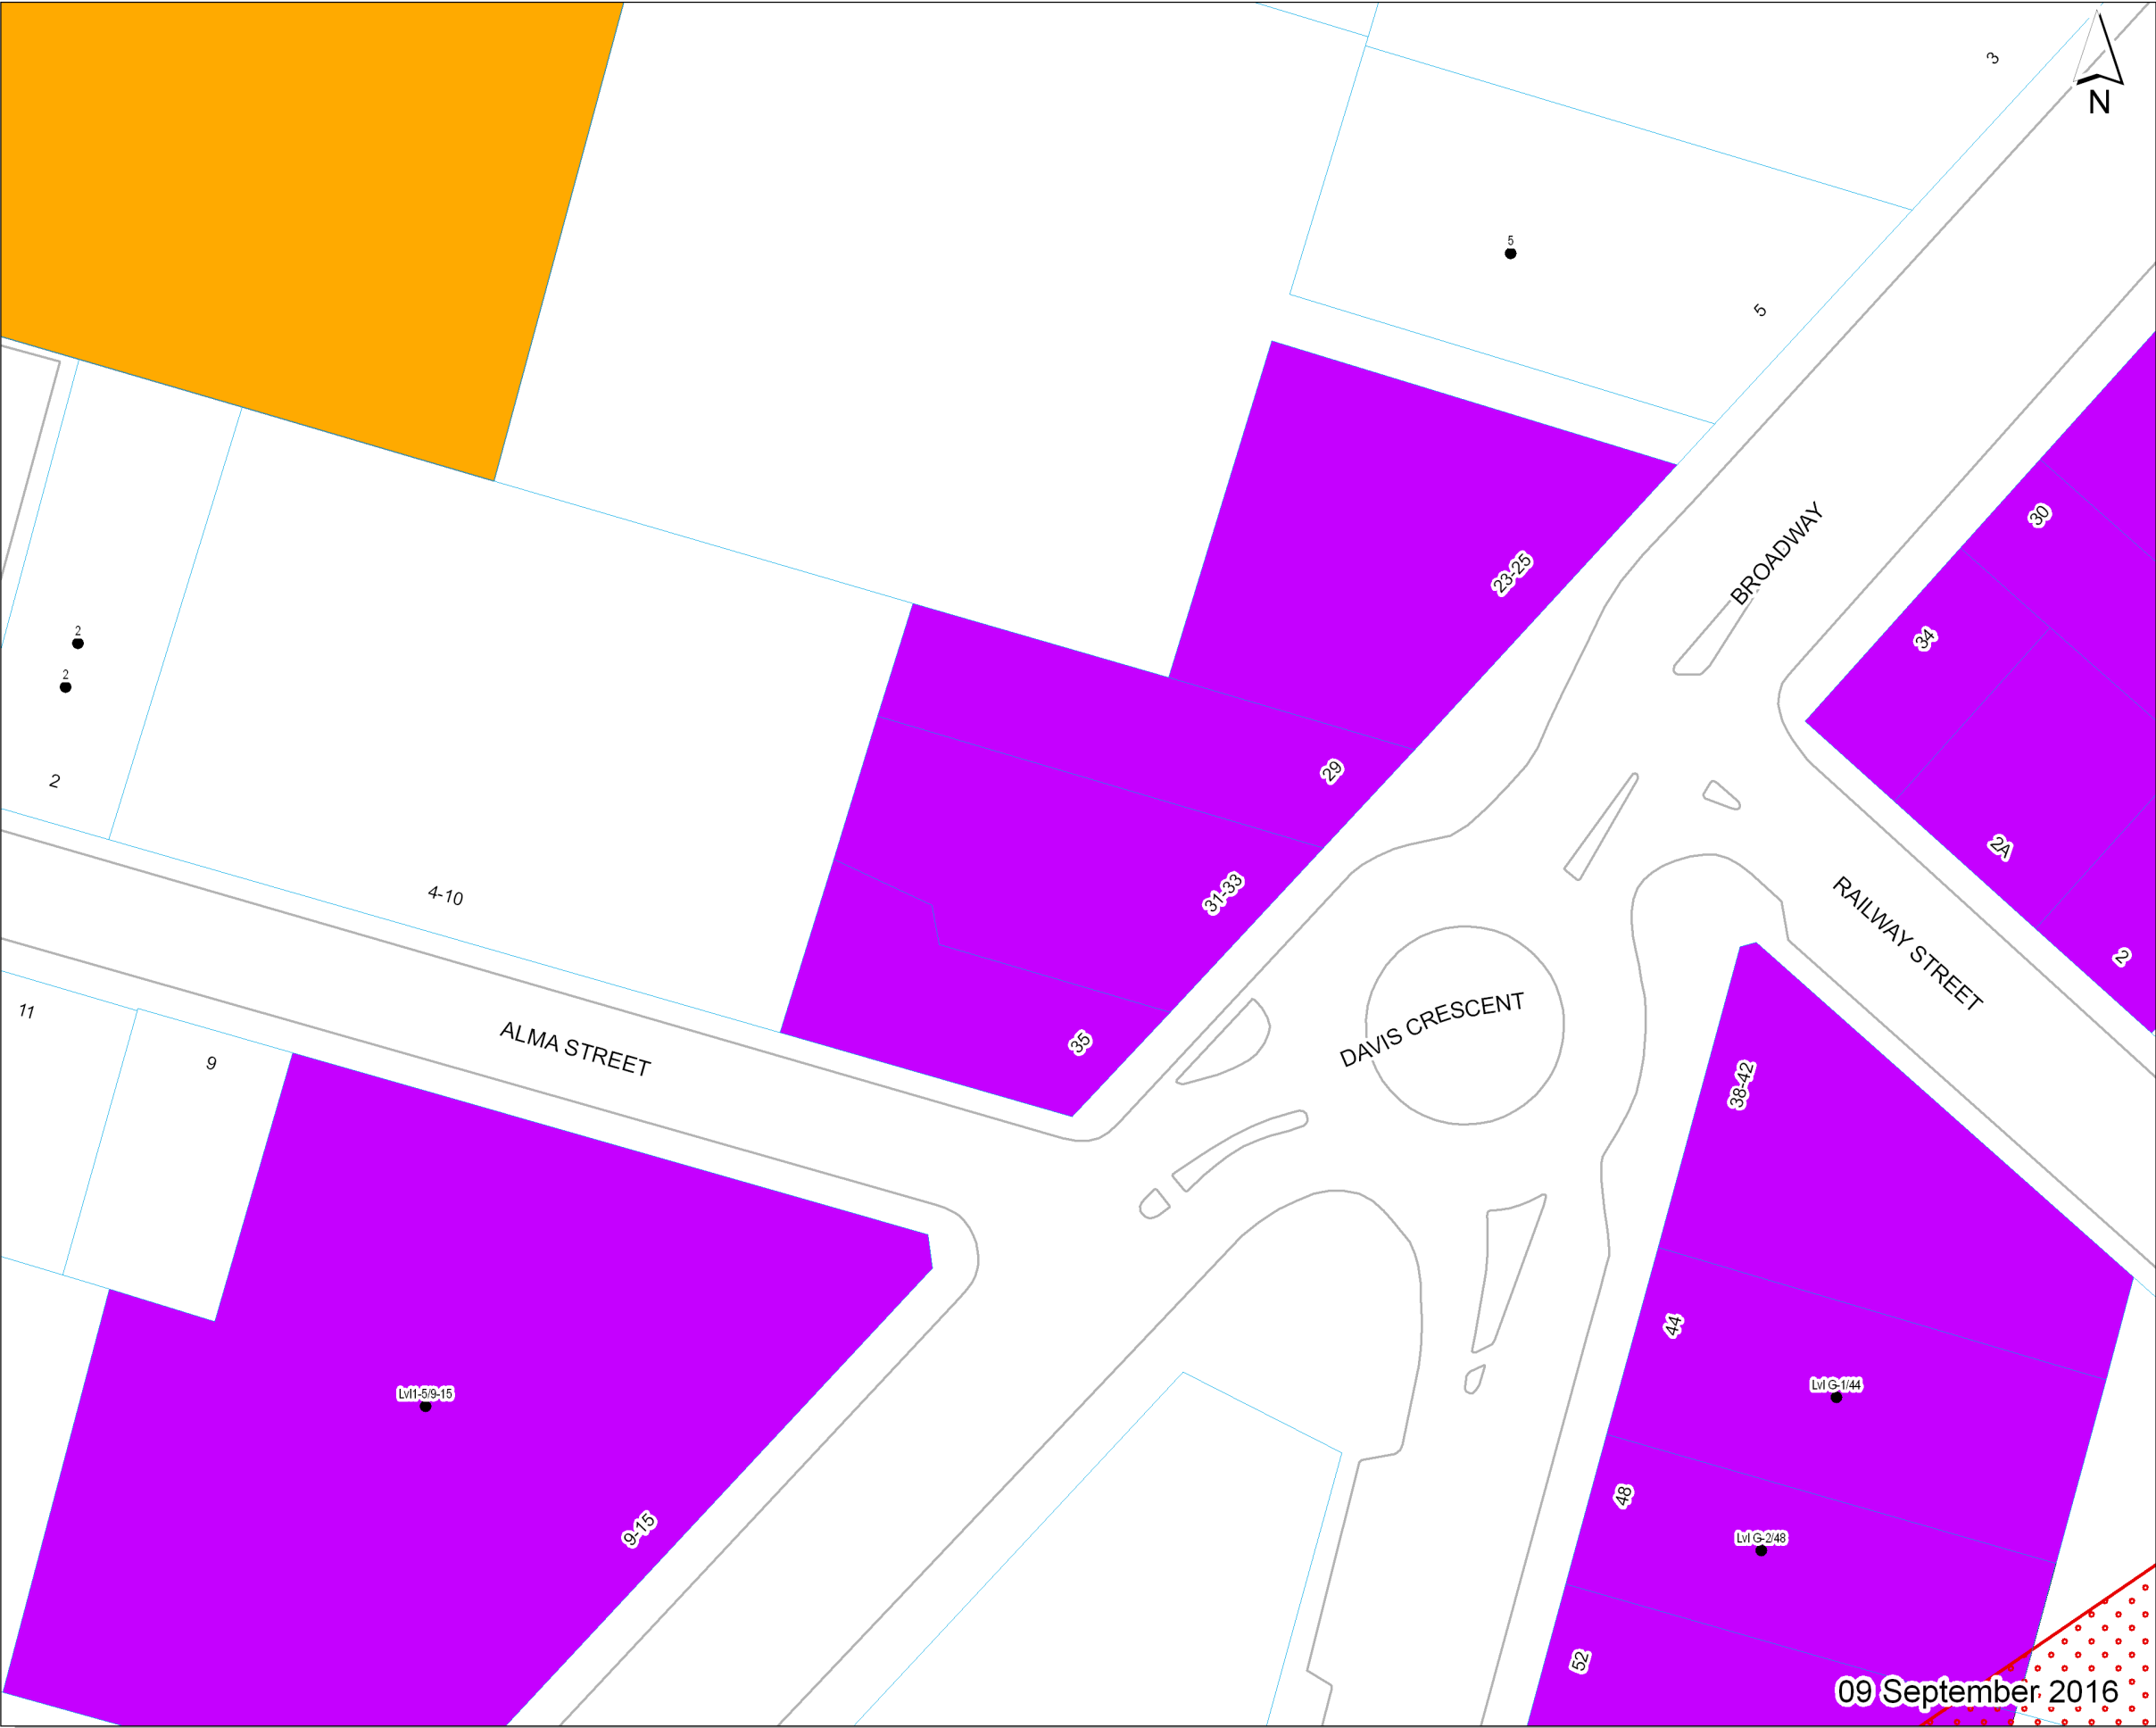 3
N
5
5
30
BROADWAY
23-25
34
2
2
29
2
2A
31-33
4-10
RAILWAY STREET
2
11
DAVIS CRESCENT
ALMA STREET
35
9
38-42
44
Lvl1-5/9-15
Lvl G-1/44
48
9-15
Lvl G-2/48
52
09 September 2016